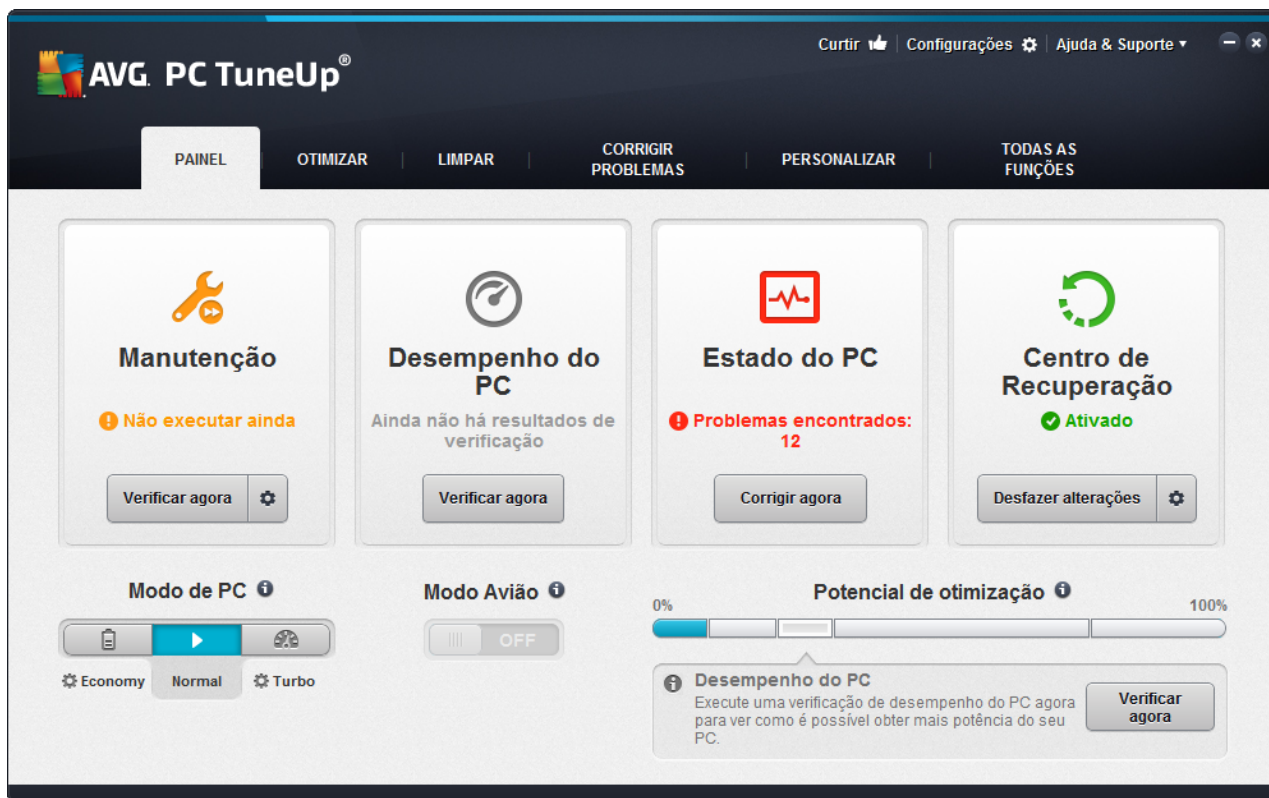 Curtir
Configurações
Ajuda & Suporte
AVG. PC TuneUp®
PAINEL
OTIMIZAR
LIMPAR
CORRIGIR
PROBLEMAS
PERSONALIZAR
TODAS AS
FUNÇÕES
Manutenção
Não executar ainda
Verificar agora
Desempenho do
PC
Ainda não há resultados de
verificação
Verificar agora
Estado do PC
Problemas encontrados:
12
Corrigir agora
Centro de
Recuperação
Ativado
Desfazer alterações
Modo de PC
Economy
Normal
Turbo
Modo Avião
OFF
Potencial de otimização
0%
100%
Desempenho do PC
Execute uma verificação de desempenho do PC agora
para ver como é possível obter mais potência do seu
PC.
Verificar
agora